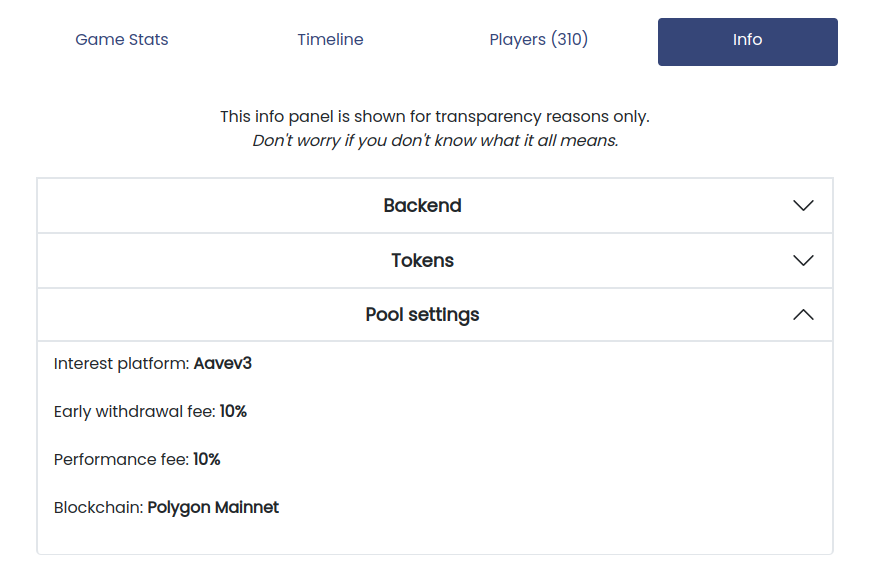 Game Stats
Timeline
Players (310)
Info
This info panel is shown for transparency reasons only.
Don't worry if you don't know what it all means.
Backend
Tokens
Pool settings
Interest platform: Aavev3
Early withdrawal fee: 10%
Performance fee: 10%
Blockchain: Polygon Mainnet